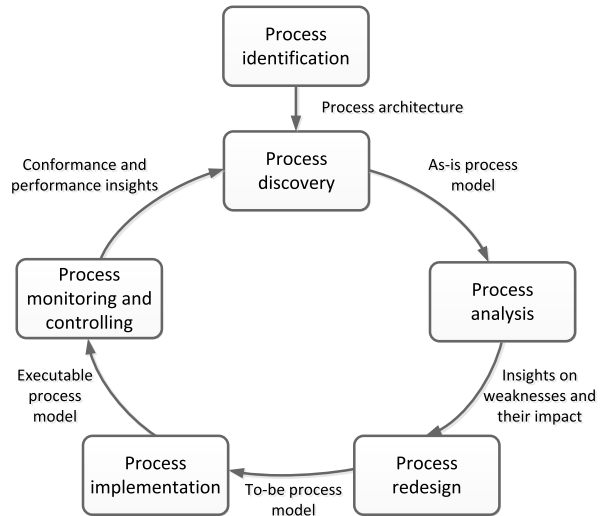 Process
identification
Process architecture
Process
discovery
As-is process
model
Process
analysis
Insights on
weaknesses and
their impact
Process
redesign
To-be process
model
Process
implementation
Executable
process
model
Process
monitoring and
controlling
Conformance and
performance insights